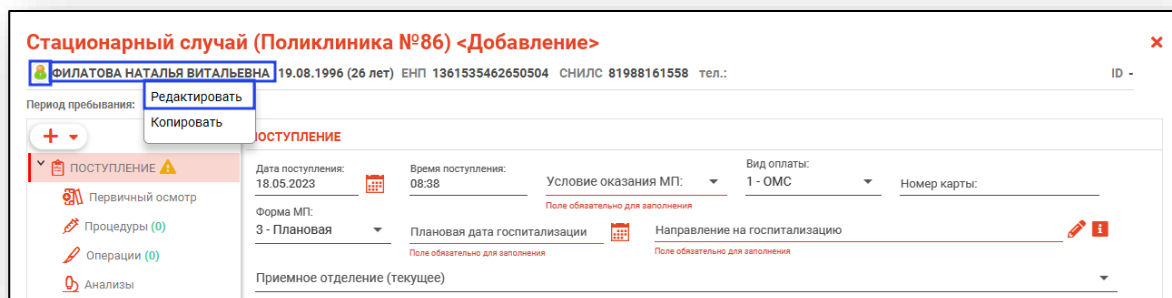 Стационарный случай (Поликлиника №86) <Добавление>
ФИЛАТОВА НАТАЛЬЯ ВИТАЛЬЕВНА 19.08.1996 (26 лет) ЕНП 1361535462650504 СНИЛС 81988161558 тел.: ID -
Период пребывания:
Редактировать
Копировать
ПОСТУПЛЕНИЕ
ПОСТУПЛЕНИЕ
Первичный осмотр
Процедуры (0)
Операции (0)
Анализы
Дата поступления: Время поступления: Вид оплаты:
18.05.2023 08:38 Условие оказания МП: 1 - ОМС Номер карты:
Поле обязательно для заполнения
Форма МП:
3 - Плановая Плановая дата госпитализации Направление на госпитализацию
Поле обязательно для заполнения Поле обязательно для заполнения
Приемное отделение (текущее)